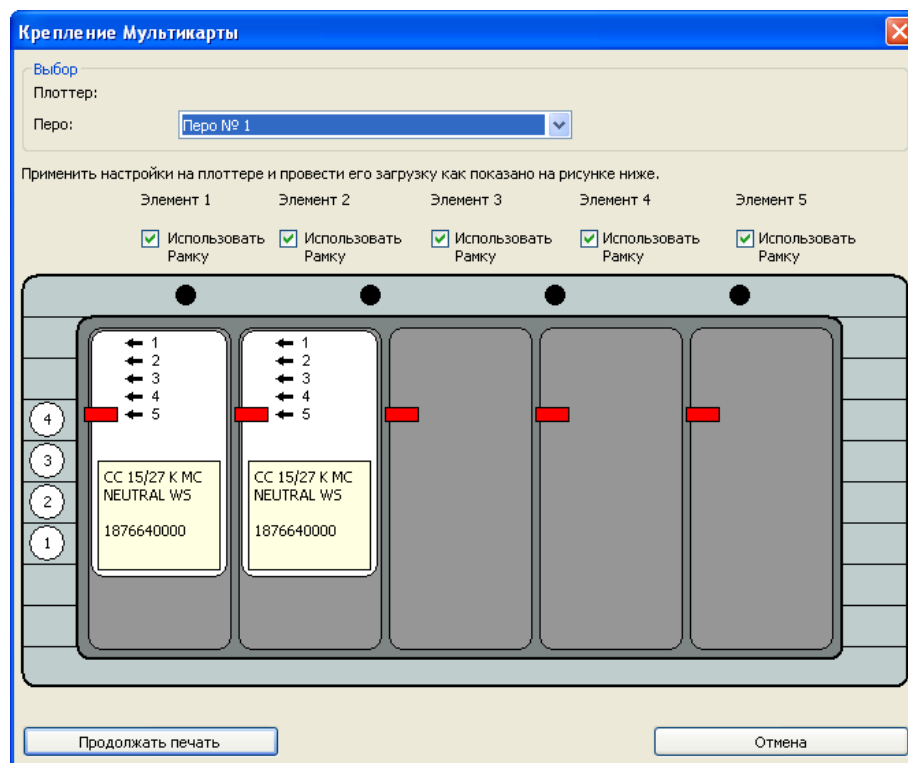 Крепление Мультикарты
Выбор
Плоттер:
Перо:
Перо № 1
Применить настройки на плоттере и провести его загрузку как показано на рисунке ниже.
Элемент 1 Элемент 2 Элемент 3 Элемент 4 Элемент 5
Использовать Использовать Использовать Использовать Использовать
Рамку Рамку Рамку Рамку Рамку
1 1
2 2
3 3
4 4
4 5 5
3
CC 15/27 K MC CC 15/27 K MC
2 NEUTRAL WS NEUTRAL WS
1 1876640000 1876640000
Продолжать печать Отмена